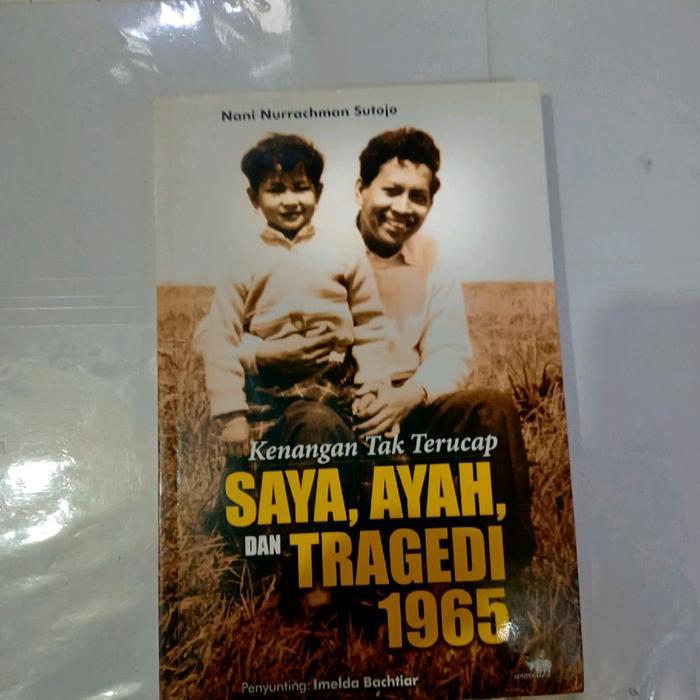 Nani Nurrachman Sutojo
Kenangan Tak Terucap
SAYA, AYAH,
DAN TRAGEDI
1965
Penyunting: Imelda Bachtiar